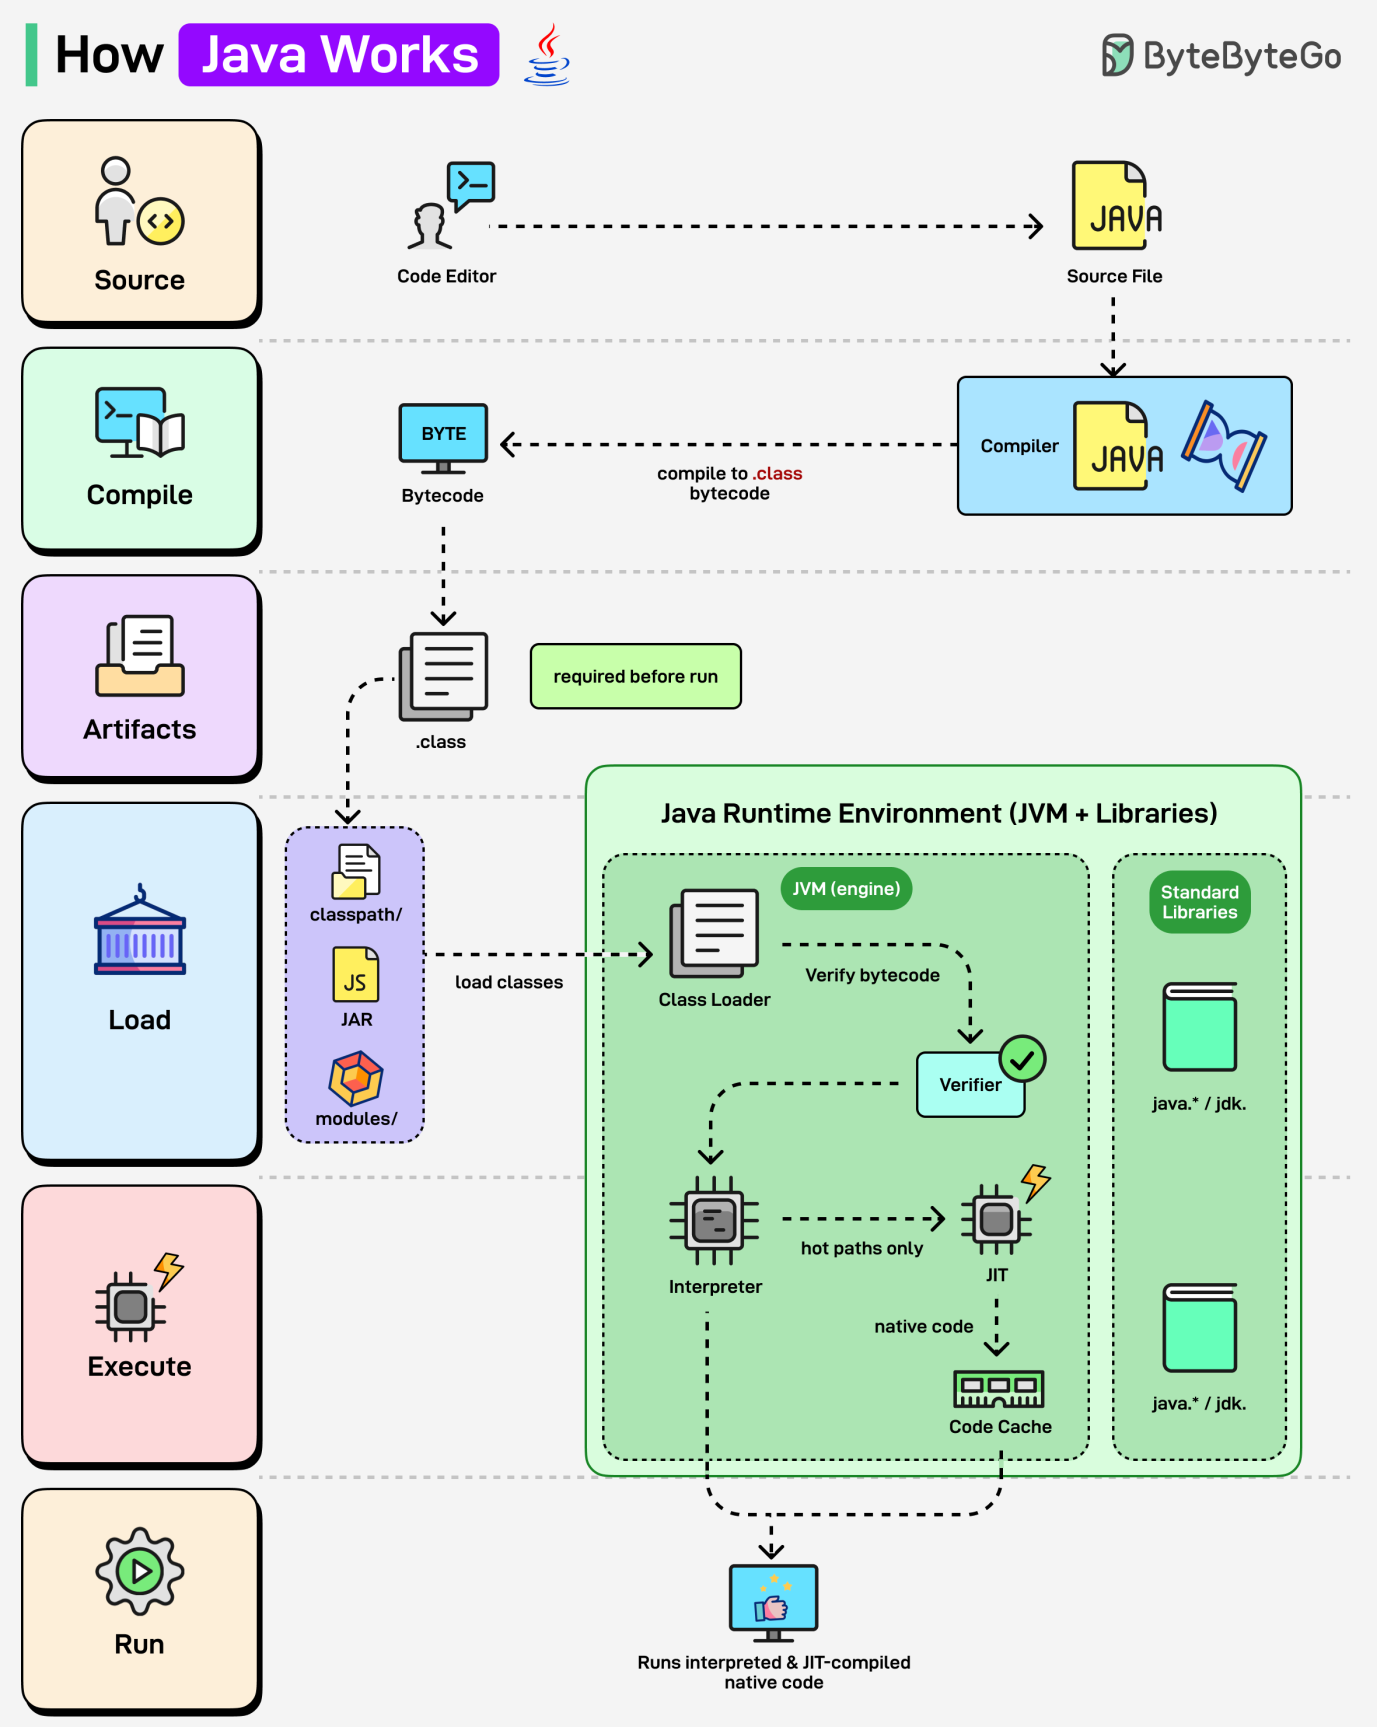 How Java Works
ByteByteGo
Source
Code Editor
JAVA
Source File
Compile
BYTE
Bytecode
compile to .class
bytecode
Compiler
JAVA
Artifacts
.class
required before run
Load
classpath/
JS
JAR
modules/
load classes
Java Runtime Environment (JVM + Libraries)
JVM (engine)
Class Loader
Verify bytecode
Verifier
Standard
Libraries
java.* / jdk.
Execute
Interpreter
hot paths only
JIT
native code
Code Cache
java.* / jdk.
Run
Runs interpreted & JIT-compiled
native code